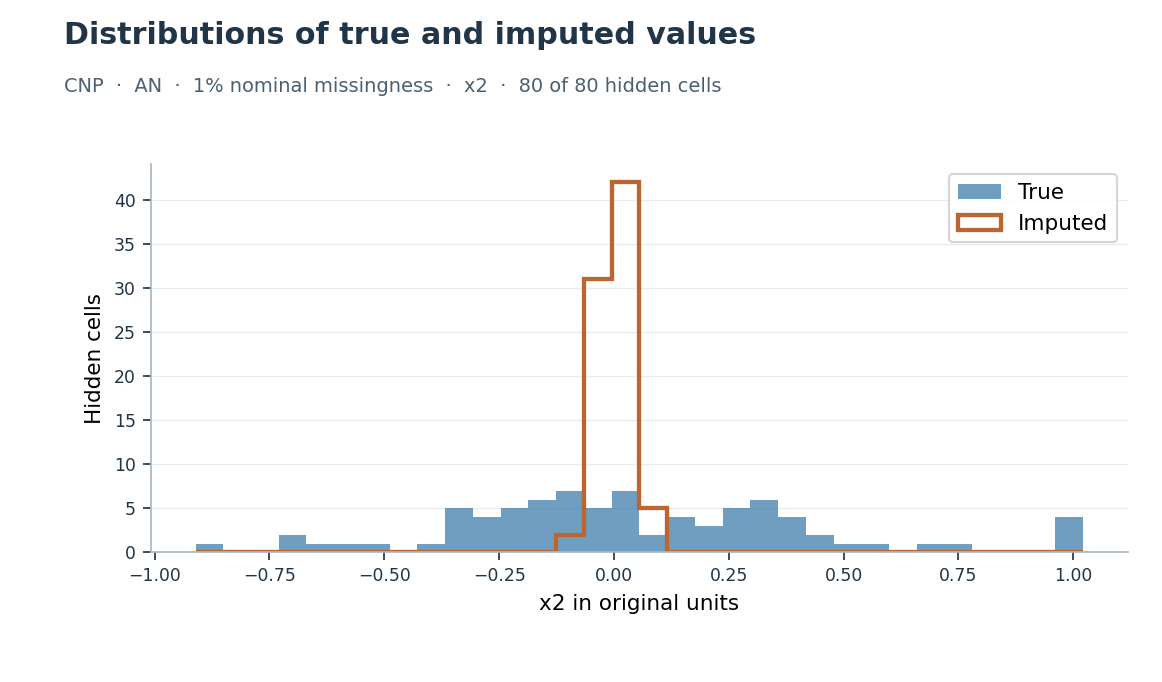 Distributions of true and imputed values
CNP · AN · 1% nominal missingness · x2 · 80 of 80 hidden cells
True
Imputed
Hidden cells
40
35
30
25
20
15
10
5
0
−1.00 −0.75 −0.50 −0.25 0.00 0.25 0.50 0.75 1.00
x2 in original units